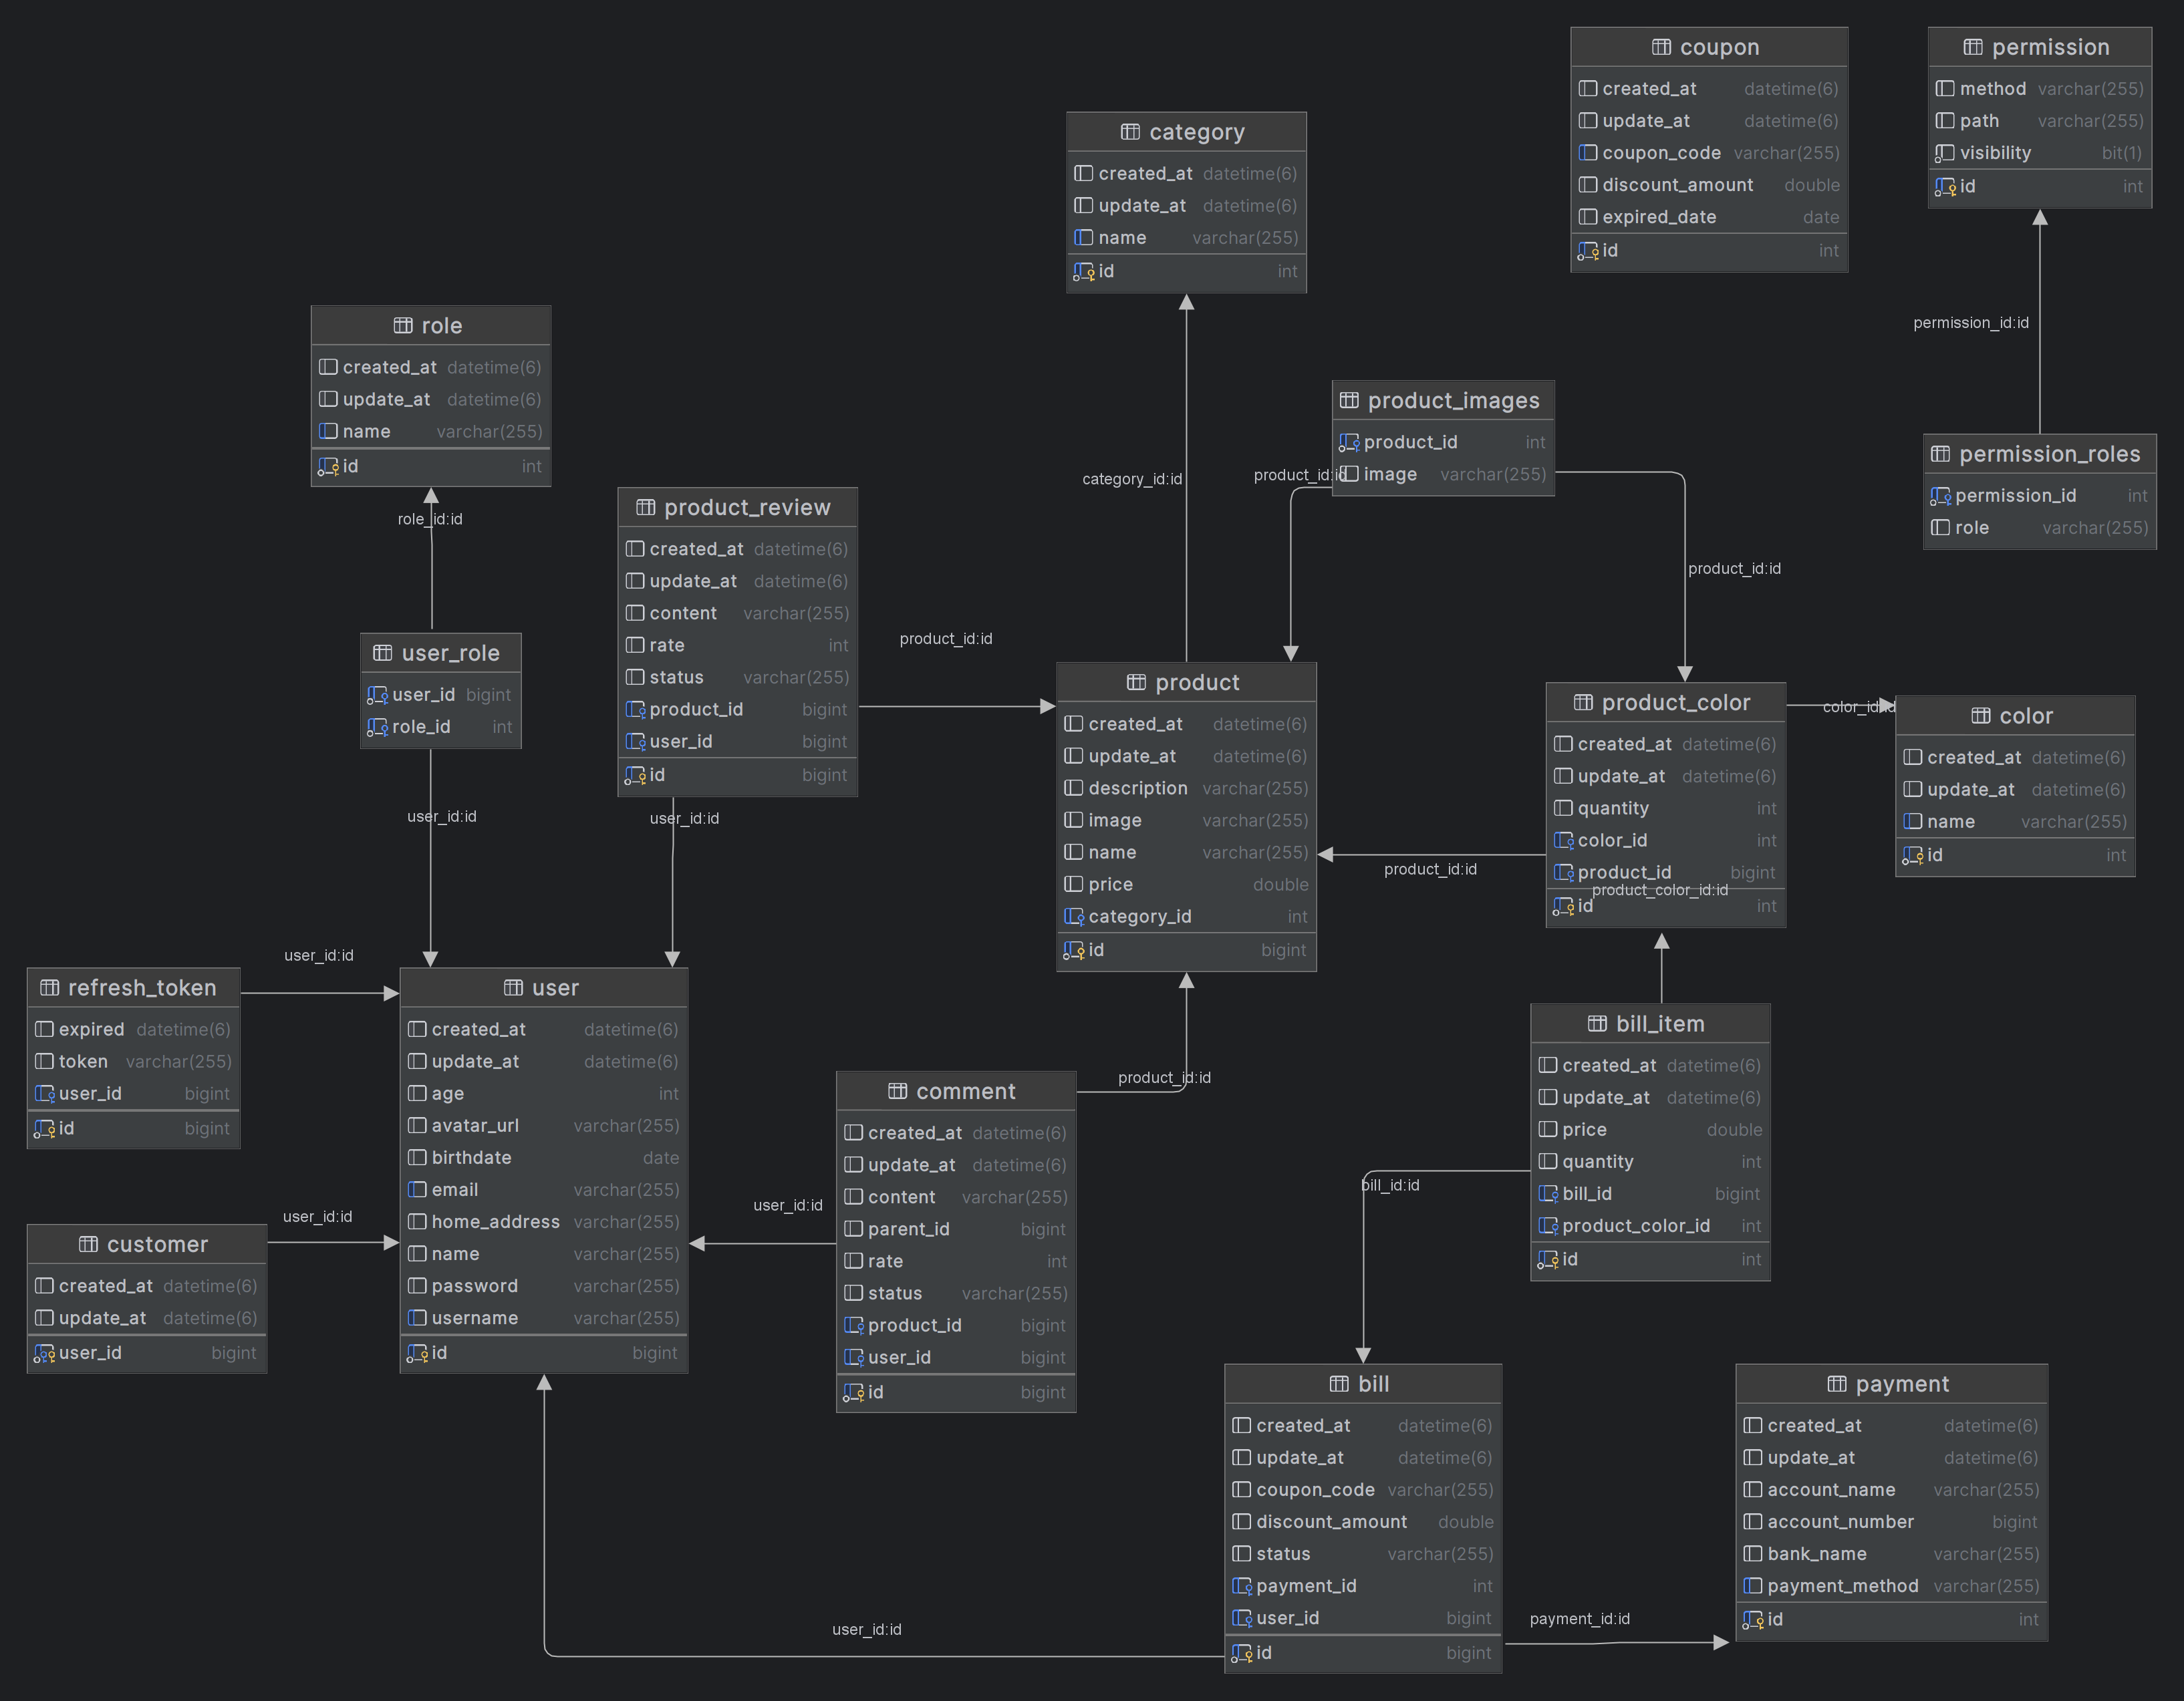 coupon
created_at datetime(6)
update_at datetime(6)
coupon_code varchar(255)
discount_amount double
expired_date date
id int
permission
method varchar(255)
path varchar(255)
visibility bit(1)
id int
category
created_at datetime(6)
update_at datetime(6)
name varchar(255)
id int
permission_id:id
role
created_at datetime(6)
update_at datetime(6)
name varchar(255)
id int
role_id:id
product_images
product_id int
image varchar(255)
category_id:id
product_id:id
product_id:id
permission_roles
permission_id int
role varchar(255)
product_review
created_at datetime(6)
update_at datetime(6)
content varchar(255)
rate int
status varchar(255)
product_id bigint
user_id bigint
id bigint
product_id:id
user_id:id
user_role
user_id bigint
role_id int
user_id:id
product
created_at datetime(6)
update_at datetime(6)
description varchar(255)
image varchar(255)
name varchar(255)
price double
category_id int
id bigint
product_id:id
product_color
created_at datetime(6)
update_at datetime(6)
quantity int
color_id int
product_id bigint
product_color_id:id
id int
color_id:id
color
created_at datetime(6)
update_at datetime(6)
name varchar(255)
id int
user_id:id
refresh_token
expired datetime(6)
token varchar(255)
user_id bigint
id bigint
user
created_at datetime(6)
update_at datetime(6)
age int
avatar_url varchar(255)
birthdate date
email varchar(255)
home_address varchar(255)
name varchar(255)
password varchar(255)
username varchar(255)
id bigint
user_id:id
customer
created_at datetime(6)
update_at datetime(6)
user_id bigint
user_id:id
product_id:id
comment
created_at datetime(6)
update_at datetime(6)
content varchar(255)
parent_id bigint
rate int
status varchar(255)
product_id bigint
user_id bigint
id bigint
bill_item
created_at datetime(6)
update_at datetime(6)
price double
quantity int
bill_id bigint
product_color_id int
id int
bill_id:id
bill
created_at datetime(6)
update_at datetime(6)
coupon_code varchar(255)
discount_amount double
status varchar(255)
payment_id int
user_id bigint
id bigint
user_id:id
payment_id:id
payment
created_at datetime(6)
update_at datetime(6)
account_name varchar(255)
account_number bigint
bank_name varchar(255)
payment_method varchar(255)
id int